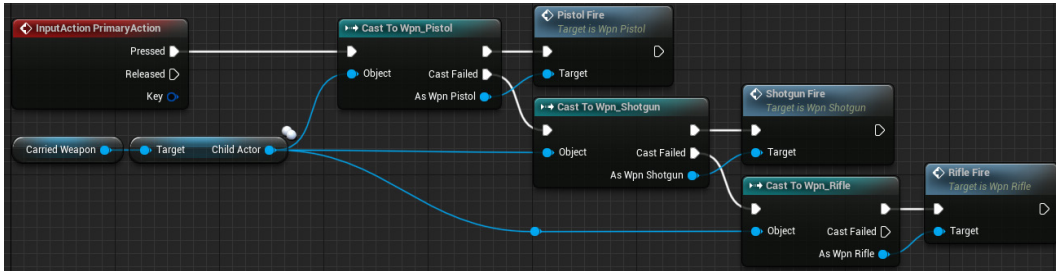 InputAction PrimaryAction
Pressed
Released
Key
Carried Weapon
Target Child Actor
Cast To Wpn_Pistol
Object
Cast Failed
As Wpn Pistol
Pistol Fire
Target is Wpn Pistol
Target
Cast To Wpn_Shotgun
Object
Cast Failed
As Wpn Shotgun
Shotgun Fire
Target is Wpn Shotgun
Target
Cast To Wpn_Rifle
Object
Cast Failed
As Wpn Rifle
Rifle Fire
Target is Wpn Rifle
Target